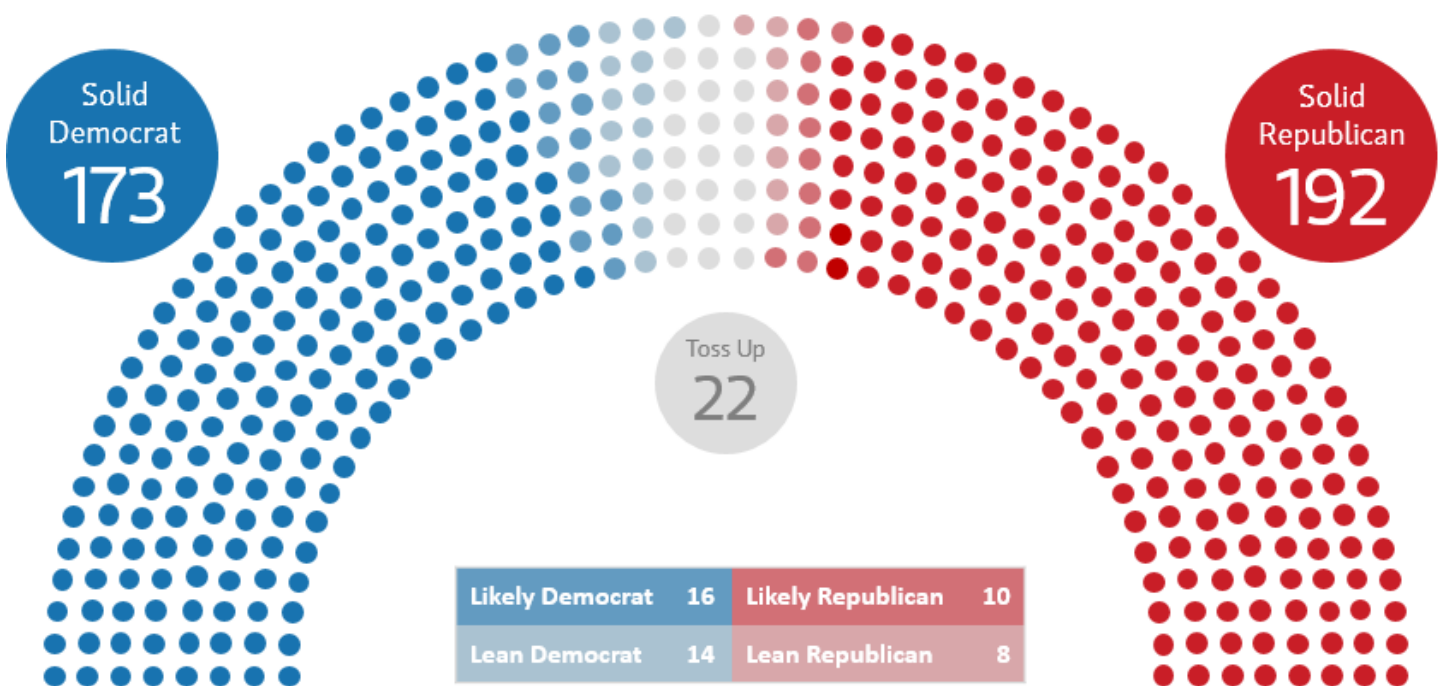 Solid
Democrat
173
Solid
Republican
192
Toss Up
22
Likely Democrat 16 Likely Republican 10
Lean Democrat 14 Lean Republican 8